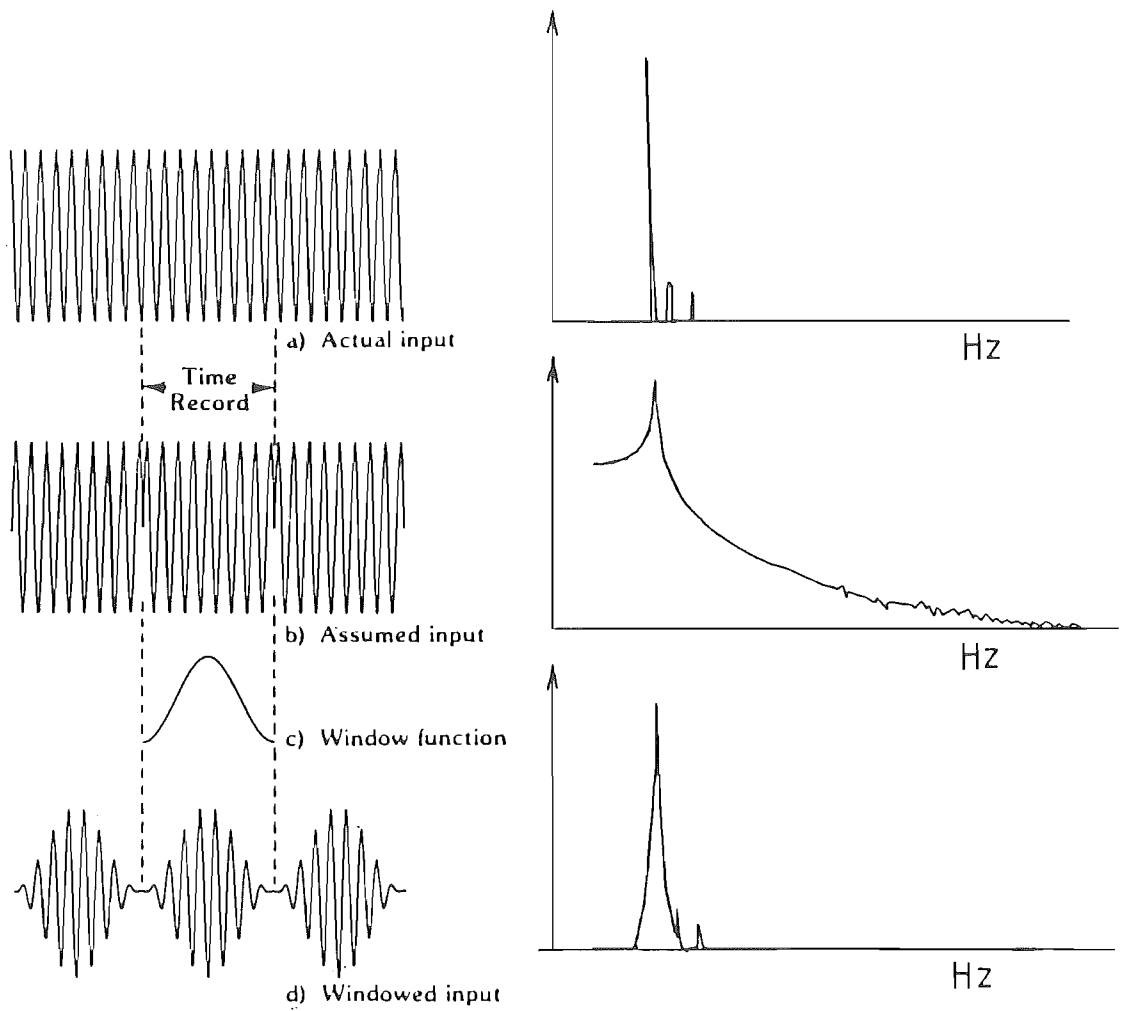 a) Actual input
Hz
Time
Record
b) Assumed input
Hz
c) Window function
d) Windowed input
Hz